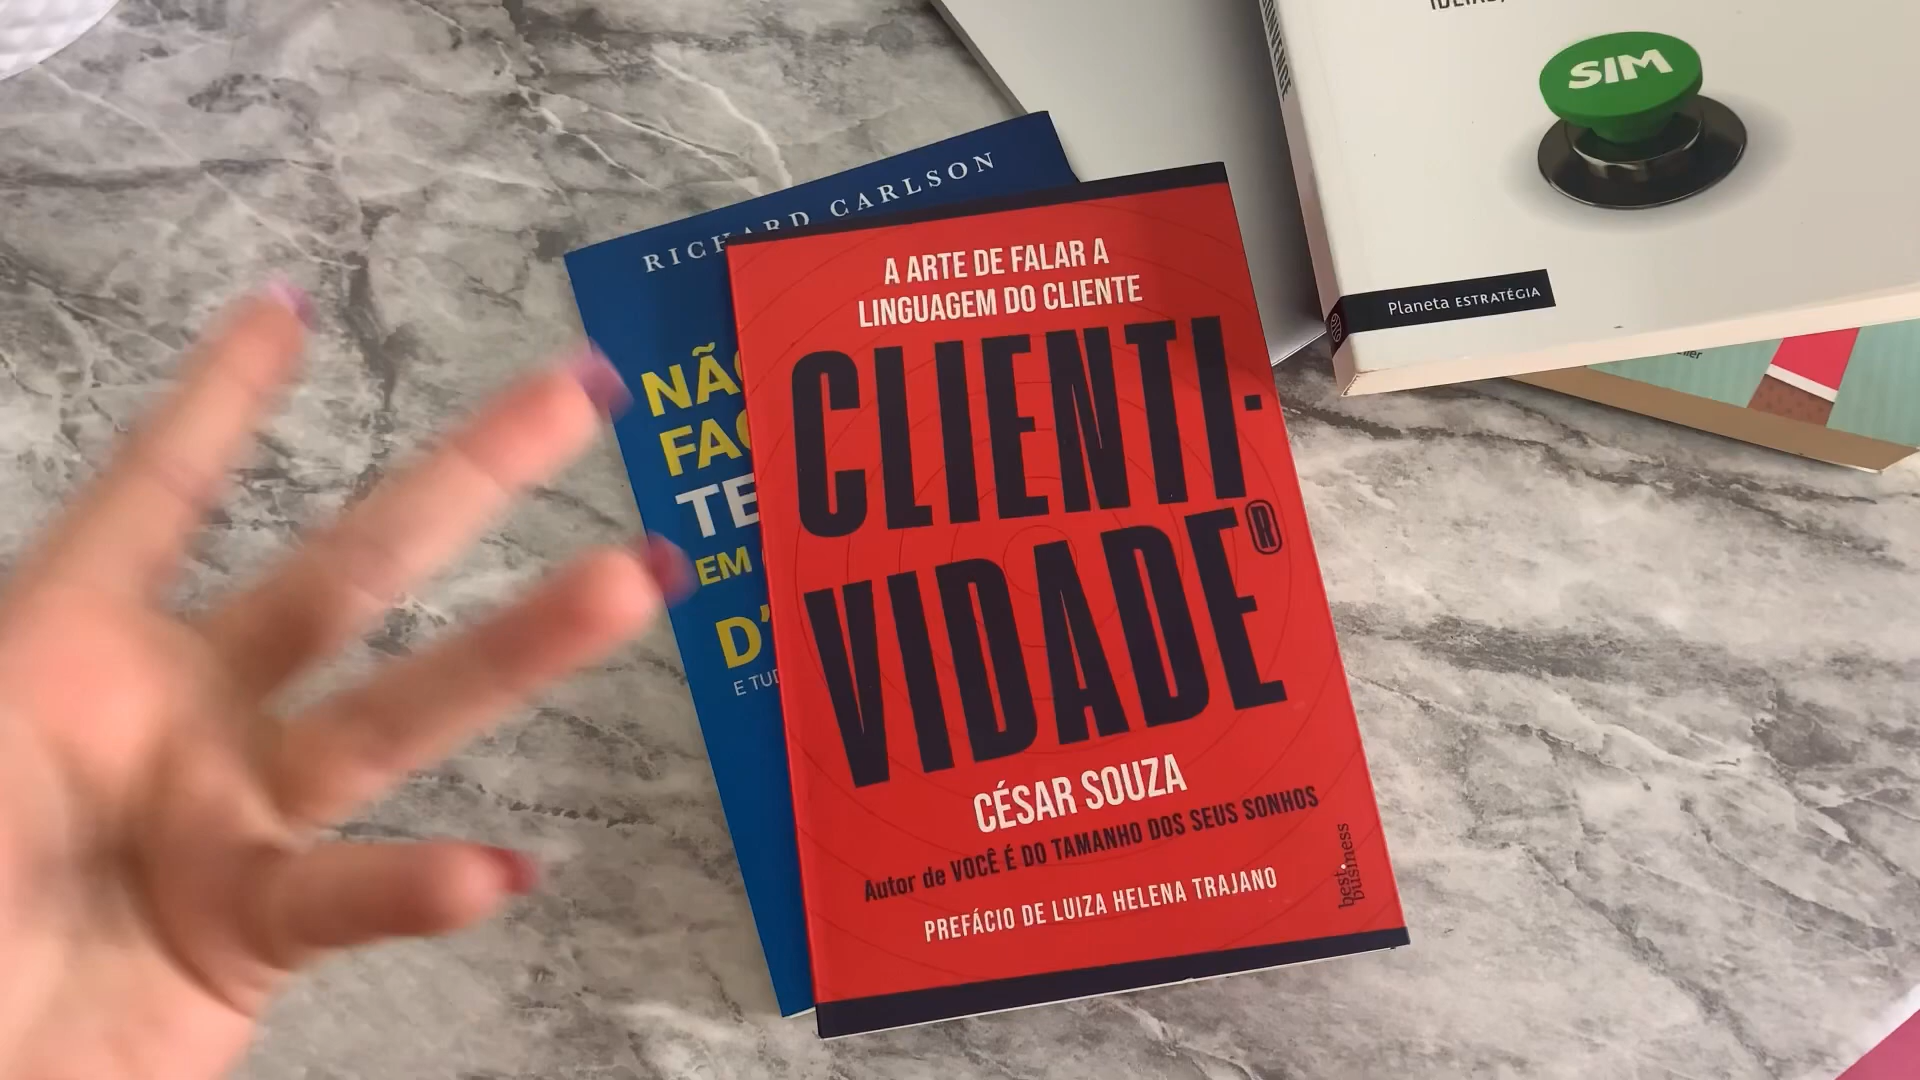 RICHARD CARLSON
NÃO
TE
EM
D'
E TUD
A ARTE DE FALAR A
LINGUAGEM DO CLIENTE
CLIENTI-
VIDADE®
CÉSAR SOUZA
Autor de VOCÊ É DO TAMANHO DOS SEUS SONHOS
PREFÁCIO DE LUIZA HELENA TRAJANO
best.
business
SIM
Planeta ESTRATÉGIA